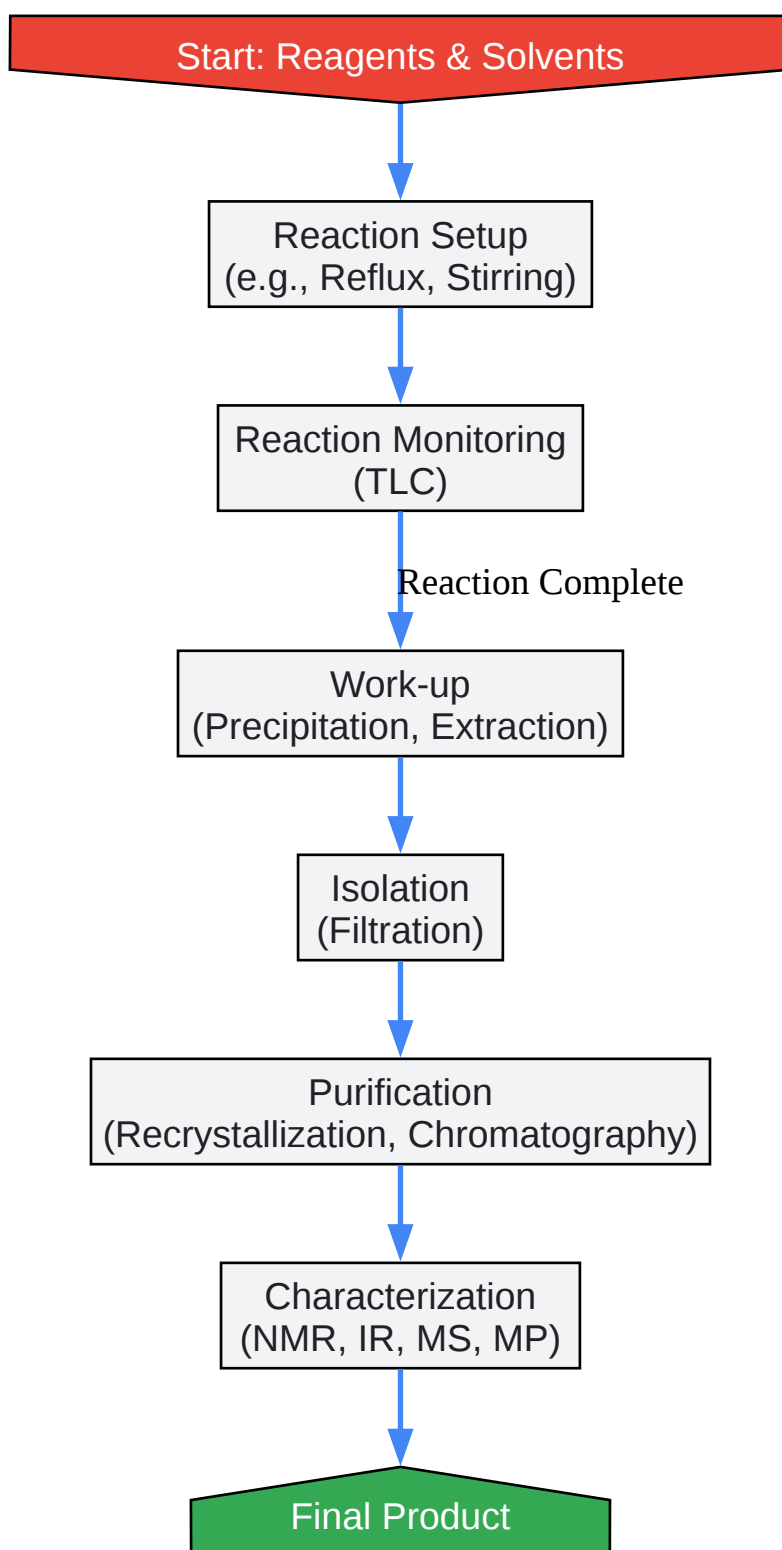 Start: Reagents & Solvents
Reaction Setup
(e.g., Reflux, Stirring)
Reaction Monitoring
(TLC)
Reaction Complete
Work-up
(Precipitation, Extraction)
Isolation
(Filtration)
Purification
(Recrystallization, Chromatography)
Characterization
(NMR, IR, MS, MP)
Final Product